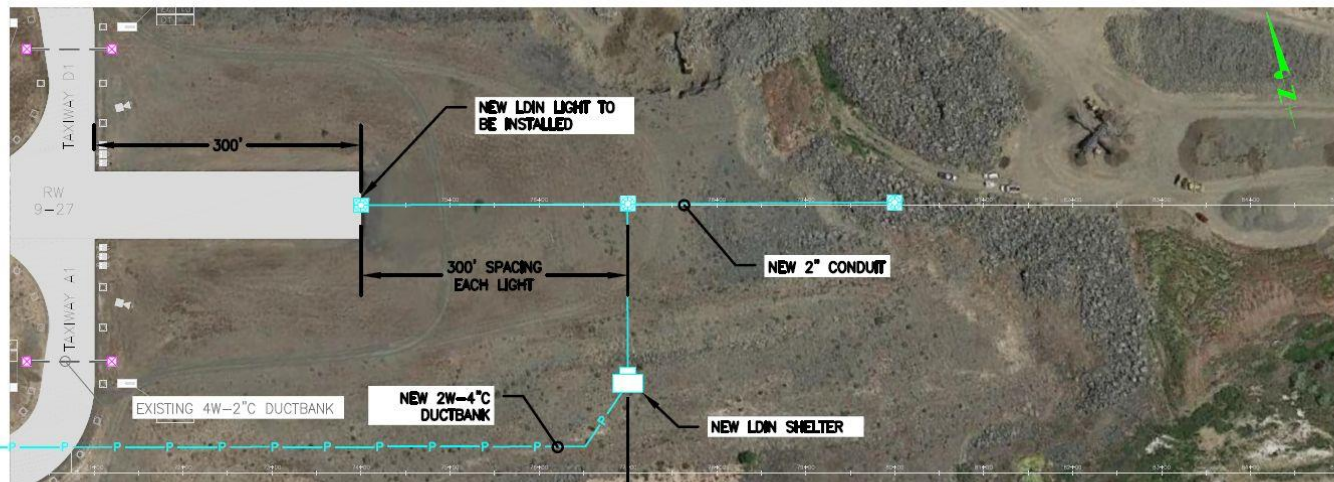 TAXIWAY D1
300'
NEW LDIN LIGHT TO
BE INSTALLED
RW
9-27
300' SPACING
EACH LIGHT
NEW 2" CONDUIT
TAXIWAY A1
EXISTING 4W-2"C DUCTBANK
NEW 2W-4"C
DUCTBANK
NEW LDIN SHELTER
P P P P P P P P P P P